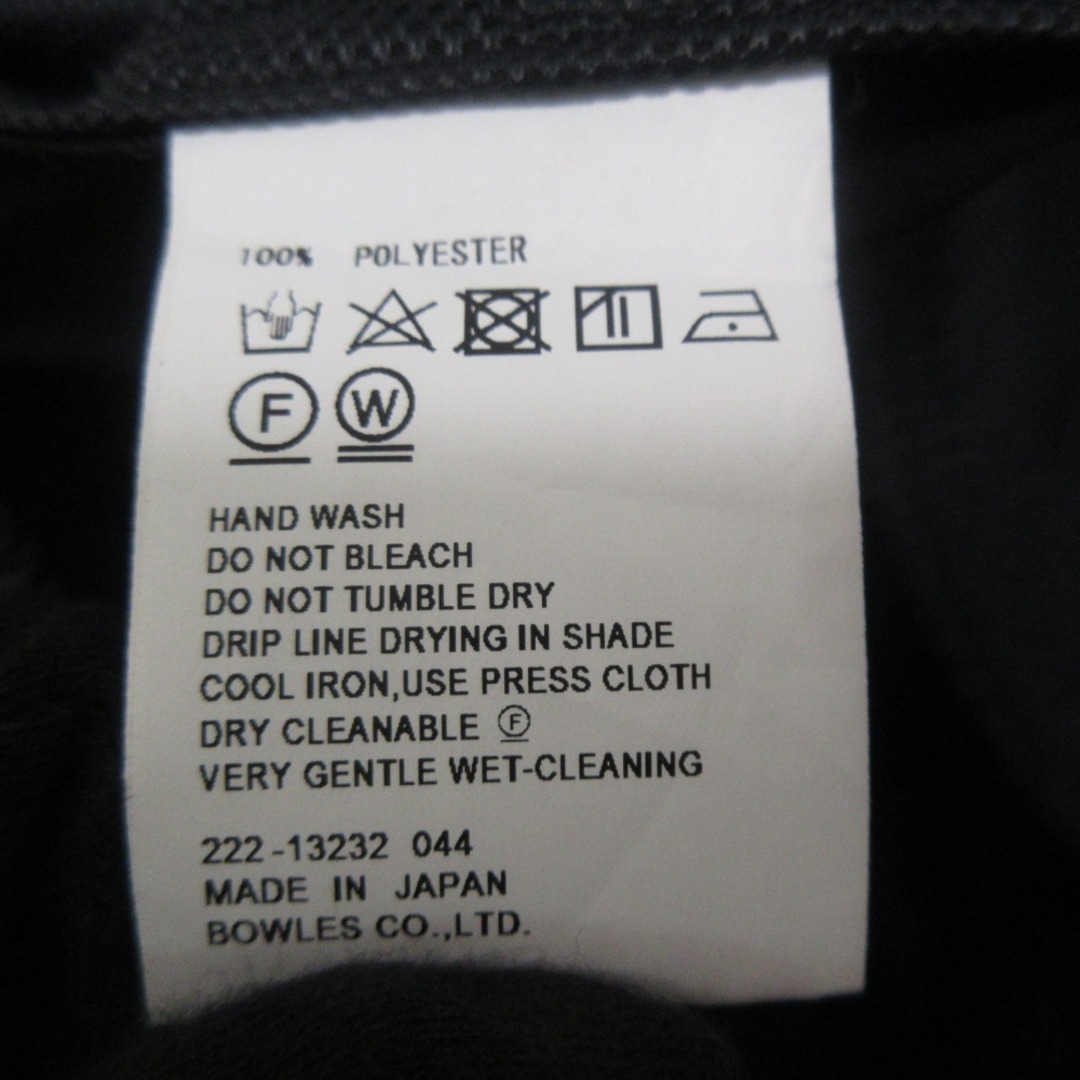 100% POLYESTER
F W
HAND WASH
DO NOT BLEACH
DO NOT TUMBLE DRY
DRIP LINE DRYING IN SHADE
COOL IRON,USE PRESS CLOTH
DRY CLEANABLE Ⓕ
VERY GENTLE WET-CLEANING
222-13232 044
MADE IN JAPAN
BOWLES CO.,LTD.